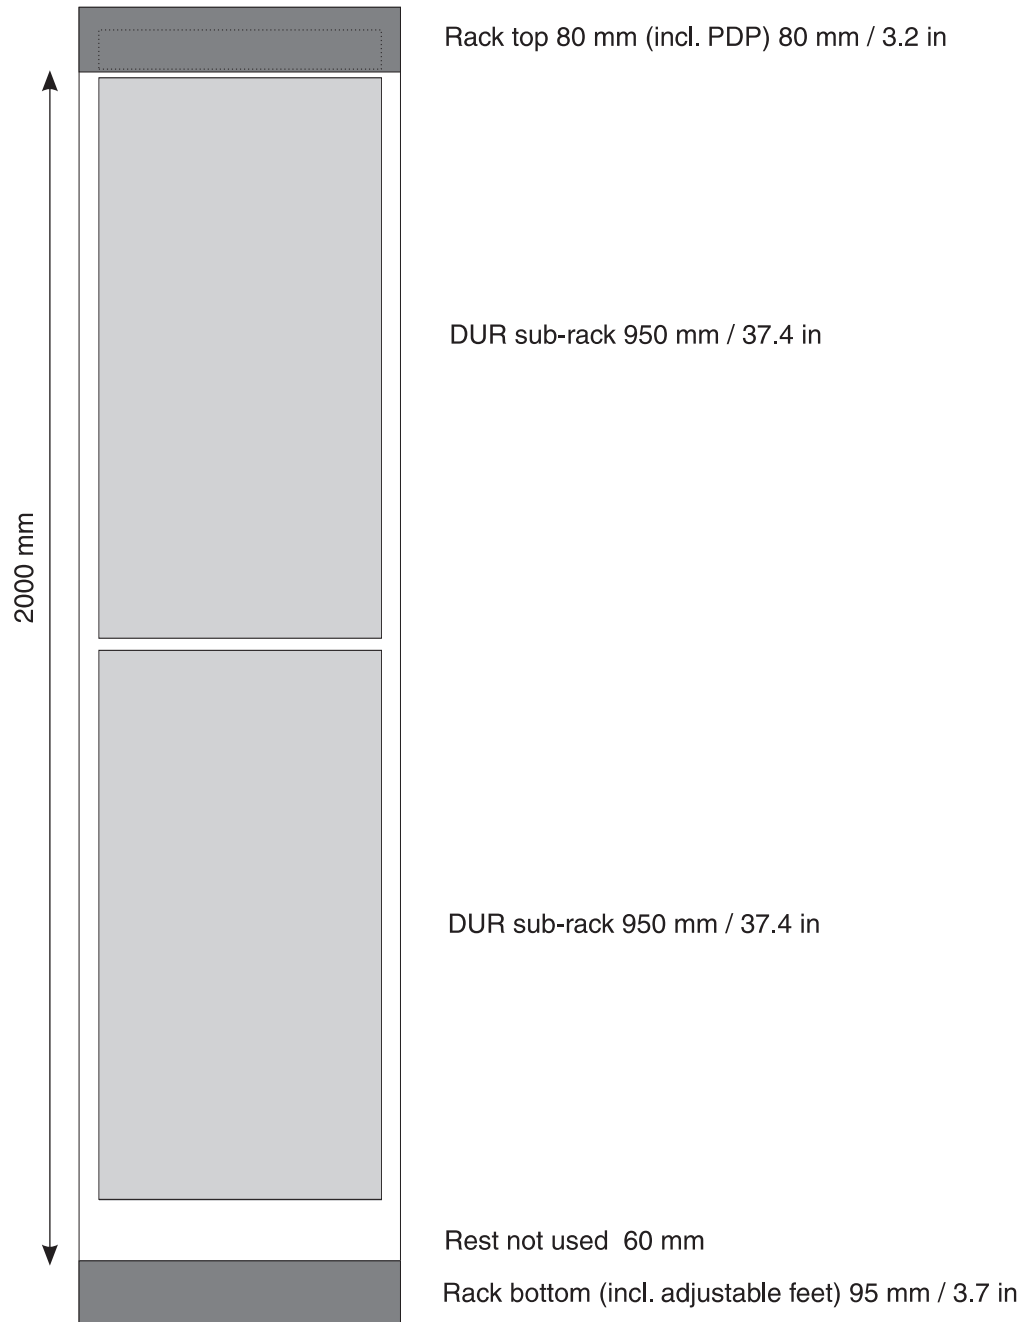 Rack top 80 mm (incl. PDP) 80 mm / 3.2 in
DUR sub-rack 950 mm / 37.4 in
2000 mm
DUR sub-rack 950 mm / 37.4 in
Rest not used  60 mm
Rack bottom (incl. adjustable feet) 95 mm / 3.7 in